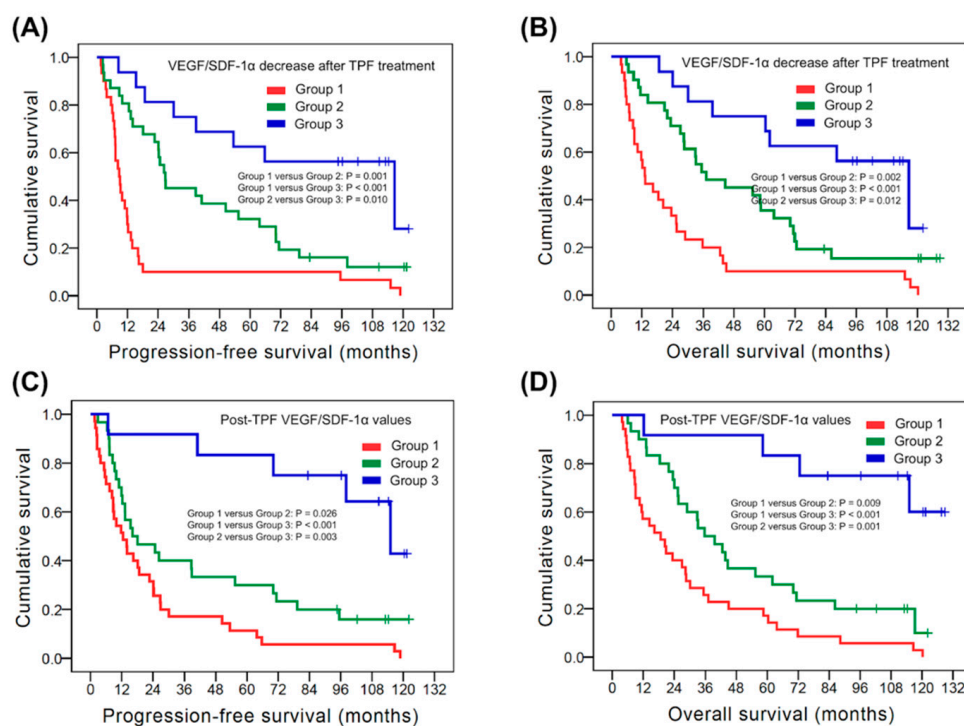 (A)
VEGF/SDF-1α decrease after TPF treatment
Group 1
Group 2
Group 3
Group 1 versus Group 2: P = 0.001
Group 1 versus Group 3: P < 0.001
Group 2 versus Group 3: P = 0.010
Cumulative survival
1.0
0.8
0.6
0.4
0.2
0.0
0 12 24 36 48 60 72 84 96 108 120 132
Progression-free survival (months)
(B)
VEGF/SDF-1α decrease after TPF treatment
Group 1
Group 2
Group 3
Group 1 versus Group 2: P = 0.002
Group 1 versus Group 3: P < 0.001
Group 2 versus Group 3: P = 0.012
Cumulative survival
1.0
0.8
0.6
0.4
0.2
0.0
0 12 24 36 48 60 72 84 96 108 120 132
Overall survival (months)
(C)
Post-TPF VEGF/SDF-1α values
Group 1
Group 2
Group 3
Group 1 versus Group 2: P = 0.026
Group 1 versus Group 3: P < 0.001
Group 2 versus Group 3: P = 0.003
Cumulative survival
1.0
0.8
0.6
0.4
0.2
0.0
0 12 24 36 48 60 72 84 96 108 120 132
Progression-free survival (months)
(D)
Post-TPF VEGF/SDF-1α values
Group 1
Group 2
Group 3
Group 1 versus Group 2: P = 0.009
Group 1 versus Group 3: P < 0.001
Group 2 versus Group 3: P = 0.001
Cumulative survival
1.0
0.8
0.6
0.4
0.2
0.0
0 12 24 36 48 60 72 84 96 108 120 132
Overall survival (months)